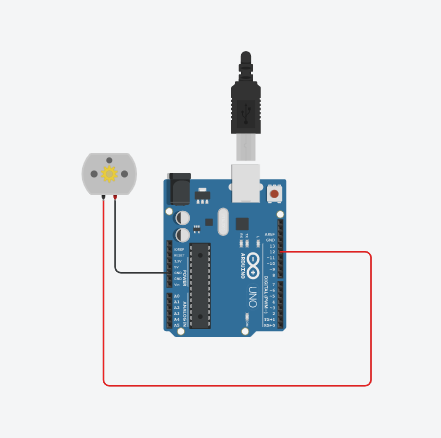 AREF
GND
13
12
~11
~10
~9
8
7
~6
~5
4
~3
2
TX→1
RX←0
DIGITAL (PWM~)
IOREF
RESET
3.3V
5V
GND
GND
Vin
POWER
A0
A1
A2
A3
A4
A5
ANALOG IN
L
TX
RX
ARDUINO
UNO